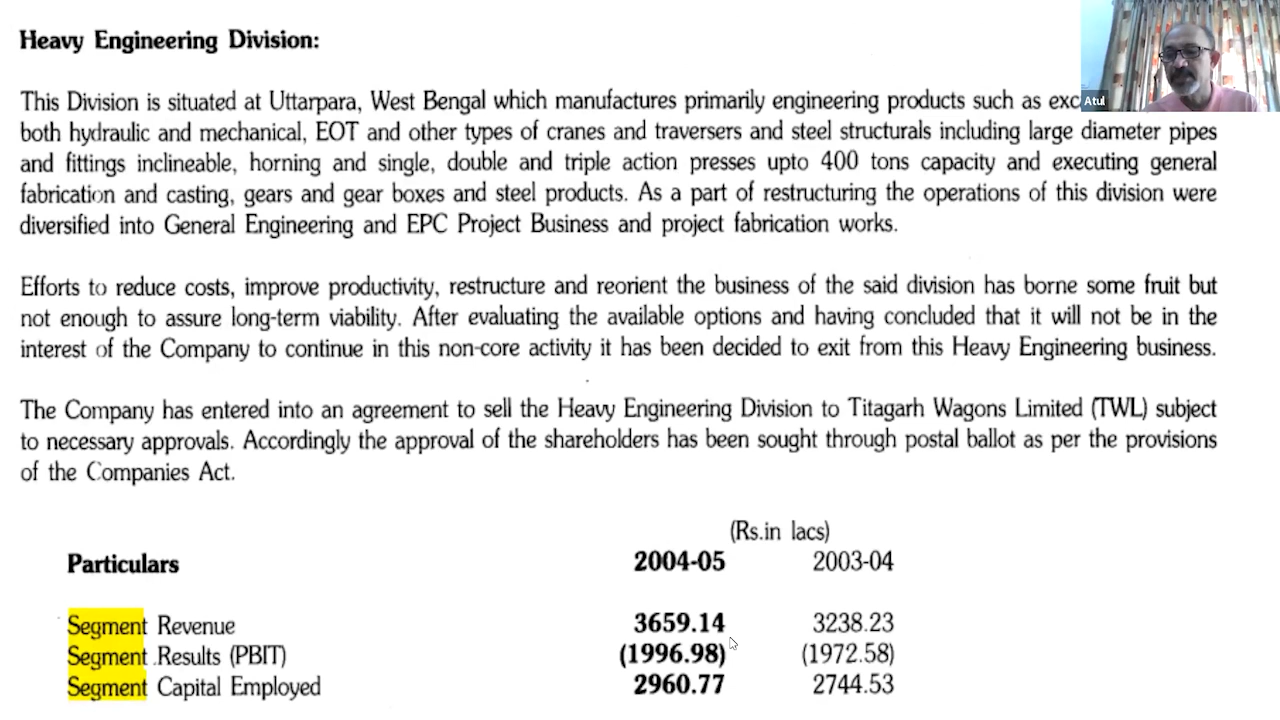 Heavy Engineering Division:
This Division is situated at Uttarpara, West Bengal which manufactures primarily engineering products such as
both hydraulic and mechanical, EOT and other types of cranes and traversers and steel structurals including large diameter pipes
and fittings inclineable, horning and single, double and triple action presses upto 400 tons capacity and executing general
fabrication and casting, gears and gear boxes and steel products. As a part of restructuring the operations of this division were
diversified into General Engineering and EPC Project Business and project fabrication works.
Efforts to reduce costs, improve productivity, restructure and reorient the business of the said division has borne some fruit but
not enough to assure long-term viability. After evaluating the available options and having concluded that it will not be in the
interest of the Company to continue in this non-core activity it has been decided to exit from this Heavy Engineering business.
The Company has entered into an agreement to sell the Heavy Engineering Division to Titagarh Wagons Limited (TWL) subject
to necessary approvals. Accordingly the approval of the shareholders has been sought through postal ballot as per the provisions
of the Companies Act.
(Rs.in lacs)
Particulars 2004-05 2003-04
Segment Revenue 3659.14 3238.23
Segment Results (PBIT) (1996.98) (1972.58)
Segment Capital Employed 2960.77 2744.53
Atul